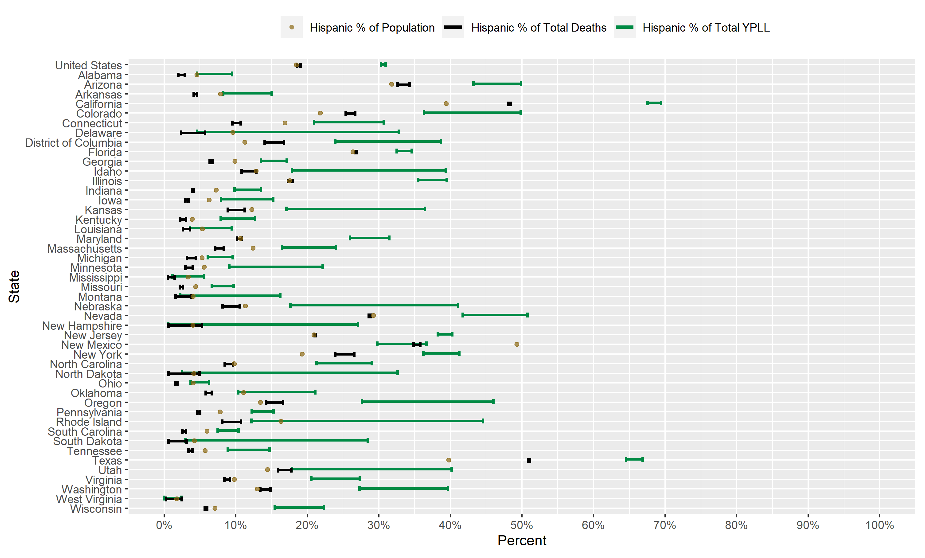 Hispanic % of Population Hispanic % of Total Deaths Hispanic % of Total YPLL
United States
Alabama
Arizona
Arkansas
California
Colorado
Connecticut
Delaware
District of Columbia
Florida
Georgia
Idaho
Illinois
Indiana
Iowa
Kansas
Kentucky
Louisiana
Maryland
Massachusetts
Michigan
Minnesota
Mississippi
Missouri
Montana
Nebraska
Nevada
New Hampshire
New Jersey
New Mexico
New York
North Carolina
North Dakota
Ohio
Oklahoma
Oregon
Pennsylvania
Rhode Island
South Carolina
South Dakota
Tennessee
Texas
Utah
Virginia
Washington
West Virginia
Wisconsin
State
0% 10% 20% 30% 40% 50% 60% 70% 80% 90% 100%
Percent